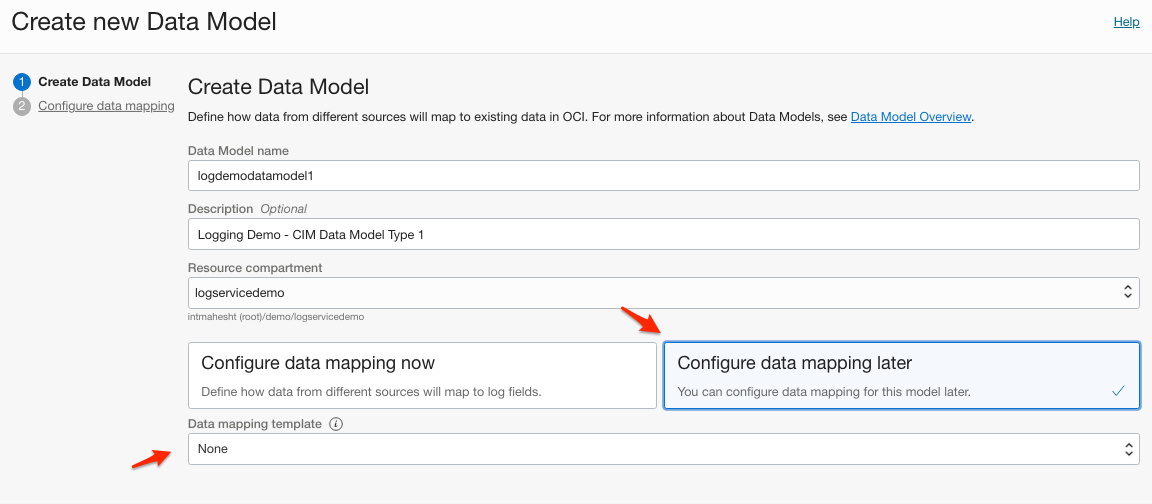 Create new Data Model
Help
1 Create Data Model
2 Configure data mapping
Create Data Model
Define how data from different sources will map to existing data in OCI. For more information about Data Models, see Data Model Overview.
Data Model name
logdemodatamodel1
Description Optional
Logging Demo - CIM Data Model Type 1
Resource compartment
logservicedemo
intmahesht (root)/demo/logservicedemo
Configure data mapping now
Define how data from different sources will map to log fields.
Configure data mapping later
You can configure data mapping for this model later.
Data mapping template i
None